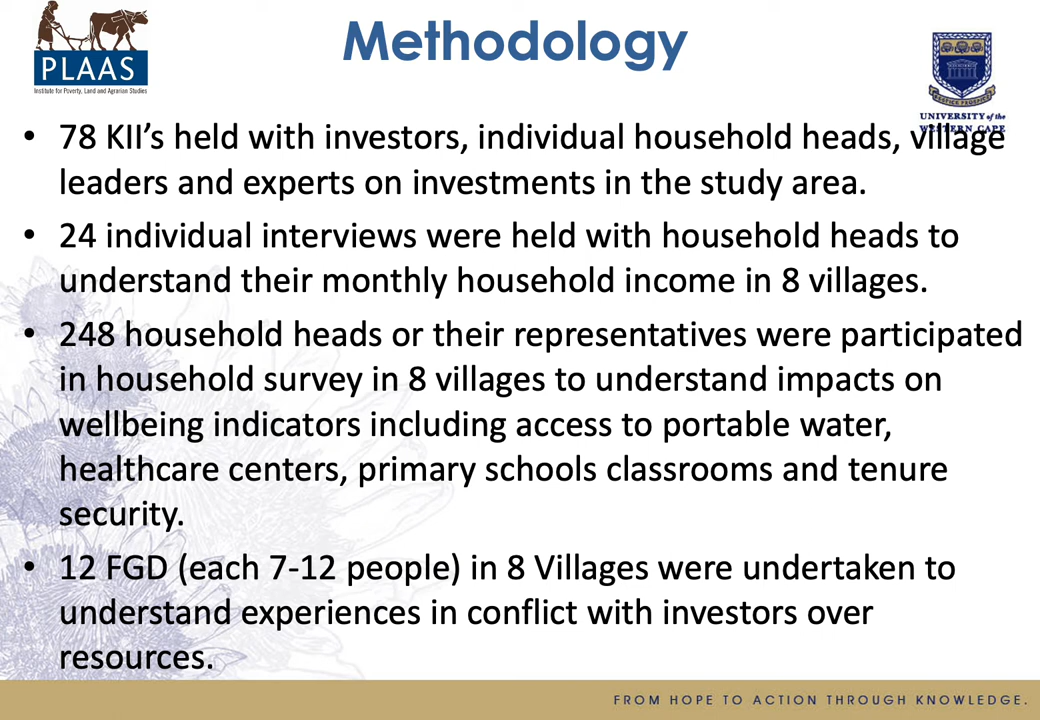 Methodology
PLAAS
Institute for Poverty, Land and Agrarian Studies
UNIVERSITY of the
WESTERN CAPE
• 78 KII’s held with investors, individual household heads, village
leaders and experts on investments in the study area.
• 24 individual interviews were held with household heads to
understand their monthly household income in 8 villages.
• 248 household heads or their representatives were participated
in household survey in 8 villages to understand impacts on
wellbeing indicators including access to portable water,
healthcare centers, primary schools classrooms and tenure
security.
• 12 FGD (each 7-12 people) in 8 Villages were undertaken to
understand experiences in conflict with investors over
resources.
FROM HOPE TO ACTION THROUGH KNOWLEDGE.